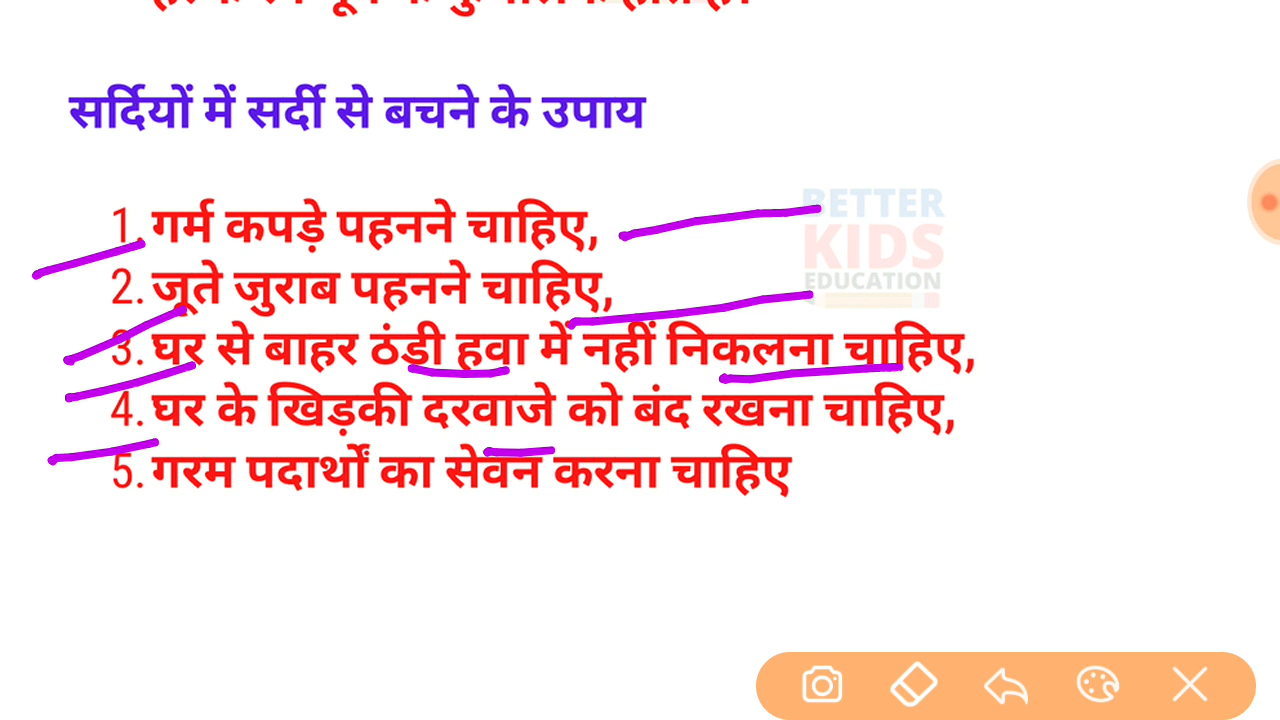 सर्दियों में सर्दी से बचने के उपाय
1. गर्म कपड़े पहनने चाहिए,
BETTER
KIDS
EDUCATION
2. जूते जुराब पहनने चाहिए,
3. घर से बाहर ठंडी हवा में नहीं निकलना चाहिए,
4. घर के खिड़की दरवाजे को बंद रखना चाहिए,
5. गरम पदार्थों का सेवन करना चाहिए